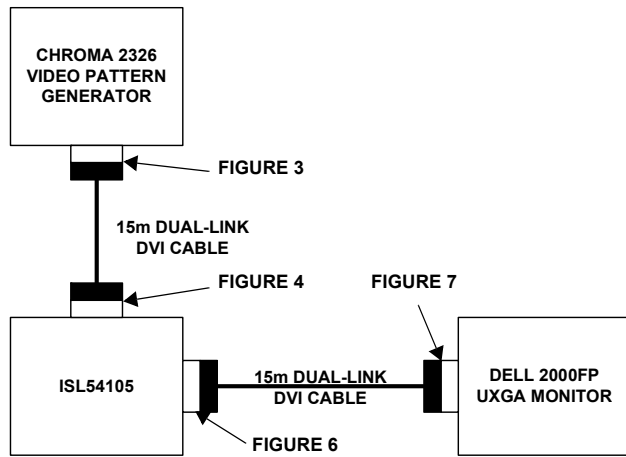 CHROMA 2326
VIDEO PATTERN
GENERATOR
FIGURE 3
15m DUAL-LINK
DVI CABLE
FIGURE 4
FIGURE 7
ISL54105
15m DUAL-LINK
DVI CABLE
DELL 2000FP
UXGA MONITOR
FIGURE 6